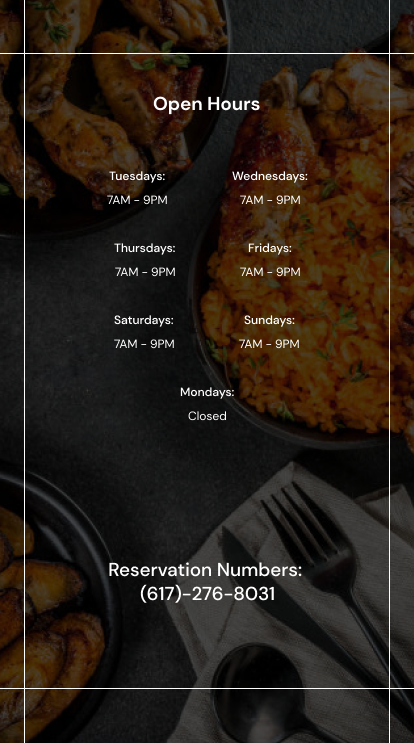 Open Hours
Tuesdays:
7AM - 9PM
Wednesdays:
7AM - 9PM
Thursdays:
7AM - 9PM
Fridays:
7AM - 9PM
Saturdays:
7AM - 9PM
Sundays:
7AM - 9PM
Mondays:
Closed
Reservation Numbers:
(617)-276-8031